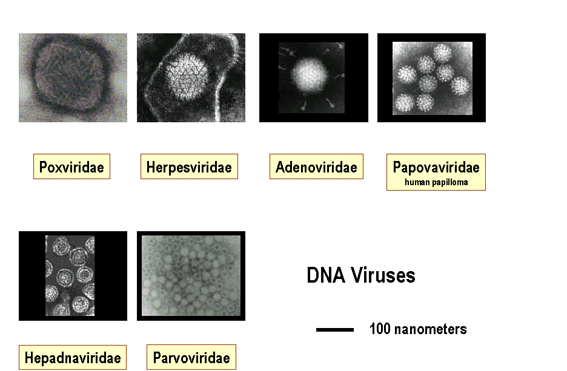 Poxviridae
Herpesviridae
Adenoviridae
Papovaviridae
human papilloma
Hepadnaviridae
Parvoviridae
DNA Viruses
100 nanometers